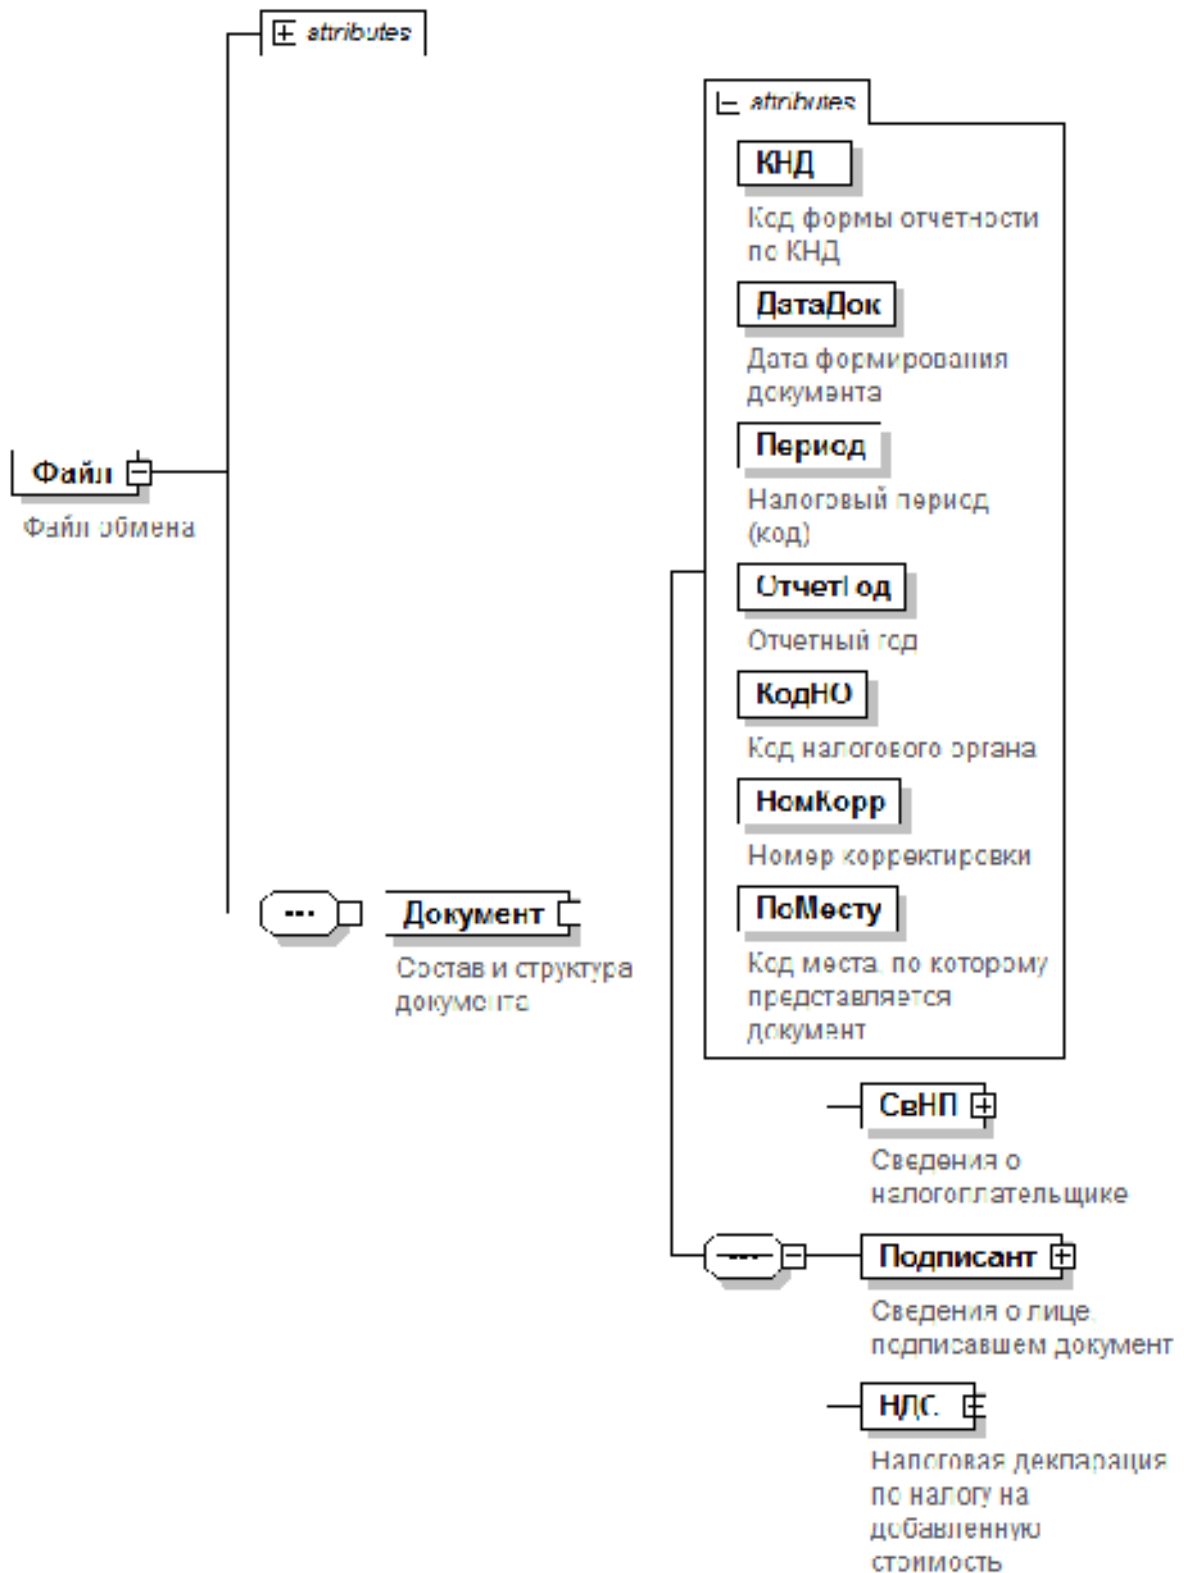 attributes
attributes
КНД
Код формы отчетности
по КНД
ДатаДок
Дата формирования
документа
Период
Налоговый период
(код)
ОтчетГод
Отчетный год
КодНО
Код налогового органа
НомКорр
Номер корректировки
ПоМесту
Код места, по которому
представляется
документ
Файл
Файл обмена
Документ
Состав и структура
документа
СвНП
Сведения о
налогоплательщике
Подписант
Сведения о лице,
подписавшем документ
НДС
Налоговая декларация
по налогу на
добавленную
стоимость